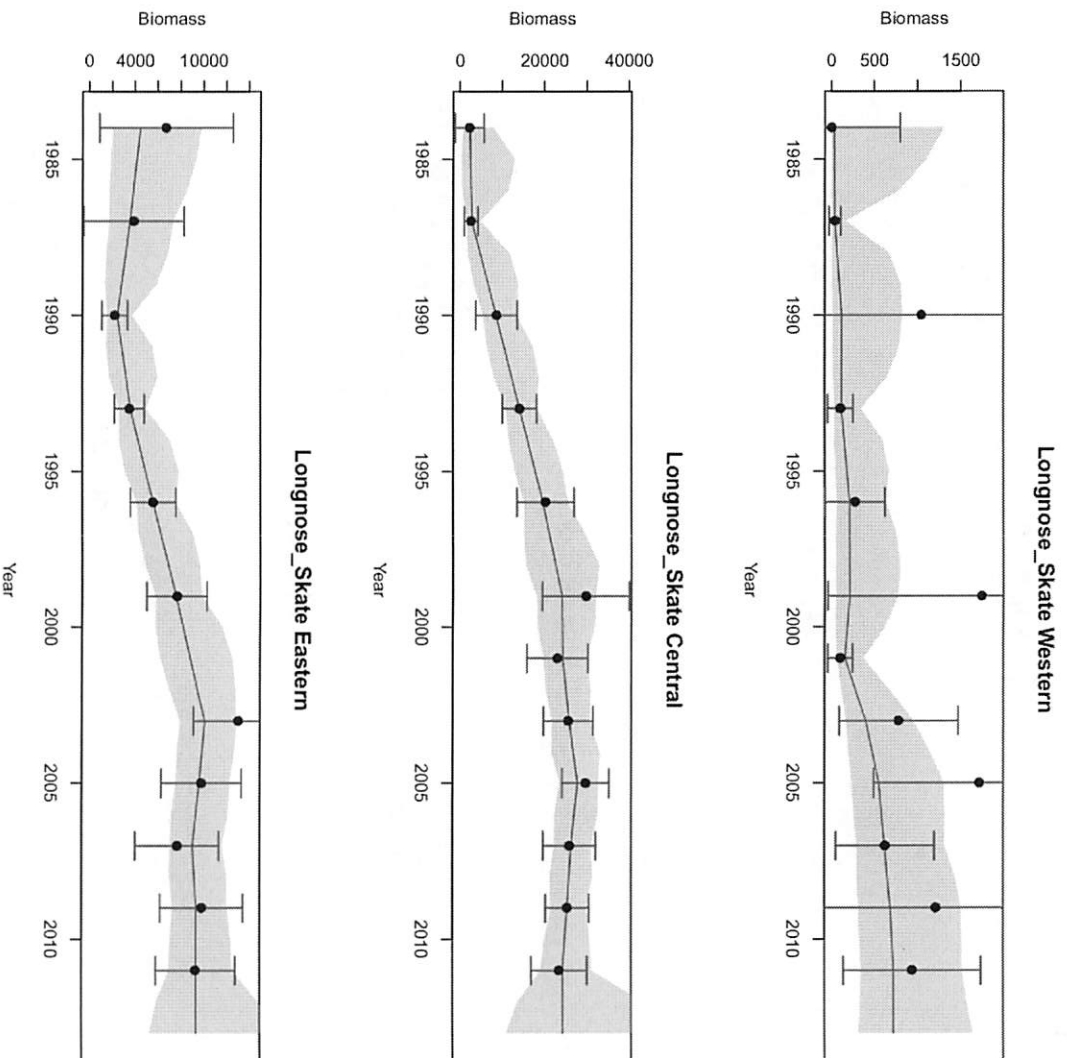 Longnose_Skate Western
Biomass
0 500 1500
1985 1990 1995 2000 2005 2010
Year
Longnose_Skate Central
Biomass
0 20000 40000
1985 1990 1995 2000 2005 2010
Year
Longnose_Skate Eastern
Biomass
0 4000 10000
1985 1990 1995 2000 2005 2010
Year